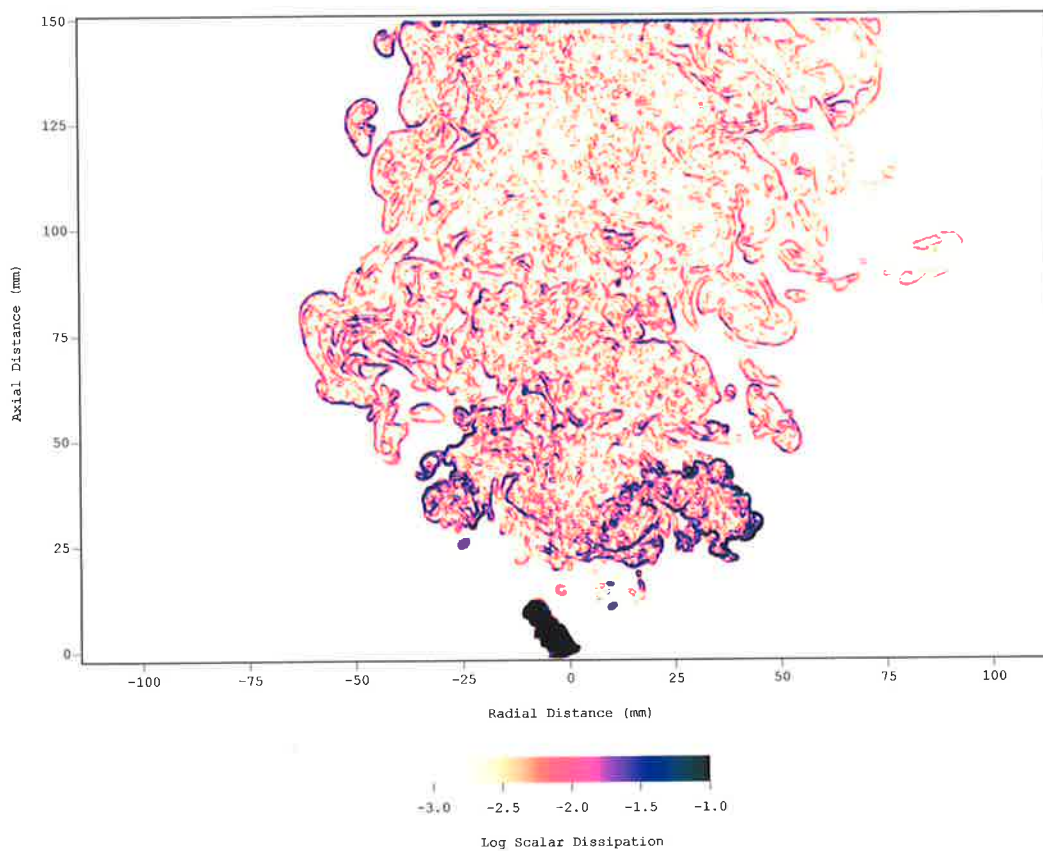 150
125
100
75
50
25
0
Axial Distance (mm)
-100 -75 -50 -25 0 25 50 75 100
Radial Distance (mm)
-3.0 -2.5 -2.0 -1.5 -1.0
Log Scalar Dissipation